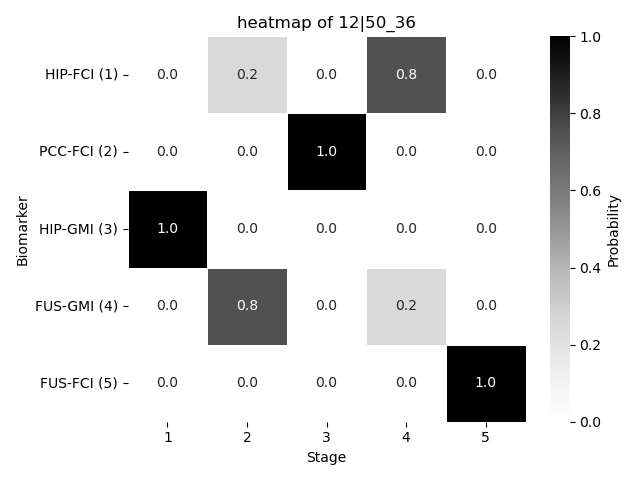 heatmap of 12|50_36
HIP-FCI (1) 0.0 0.2 0.0 0.8 0.0
PCC-FCI (2) 0.0 0.0 1.0 0.0 0.0
HIP-GMI (3) 1.0 0.0 0.0 0.0 0.0
FUS-GMI (4) 0.0 0.8 0.0 0.2 0.0
FUS-FCI (5) 0.0 0.0 0.0 0.0 1.0
1 2 3 4 5
Stage
Biomarker
1.0
0.8
0.6
0.4
0.2
0.0
Probability